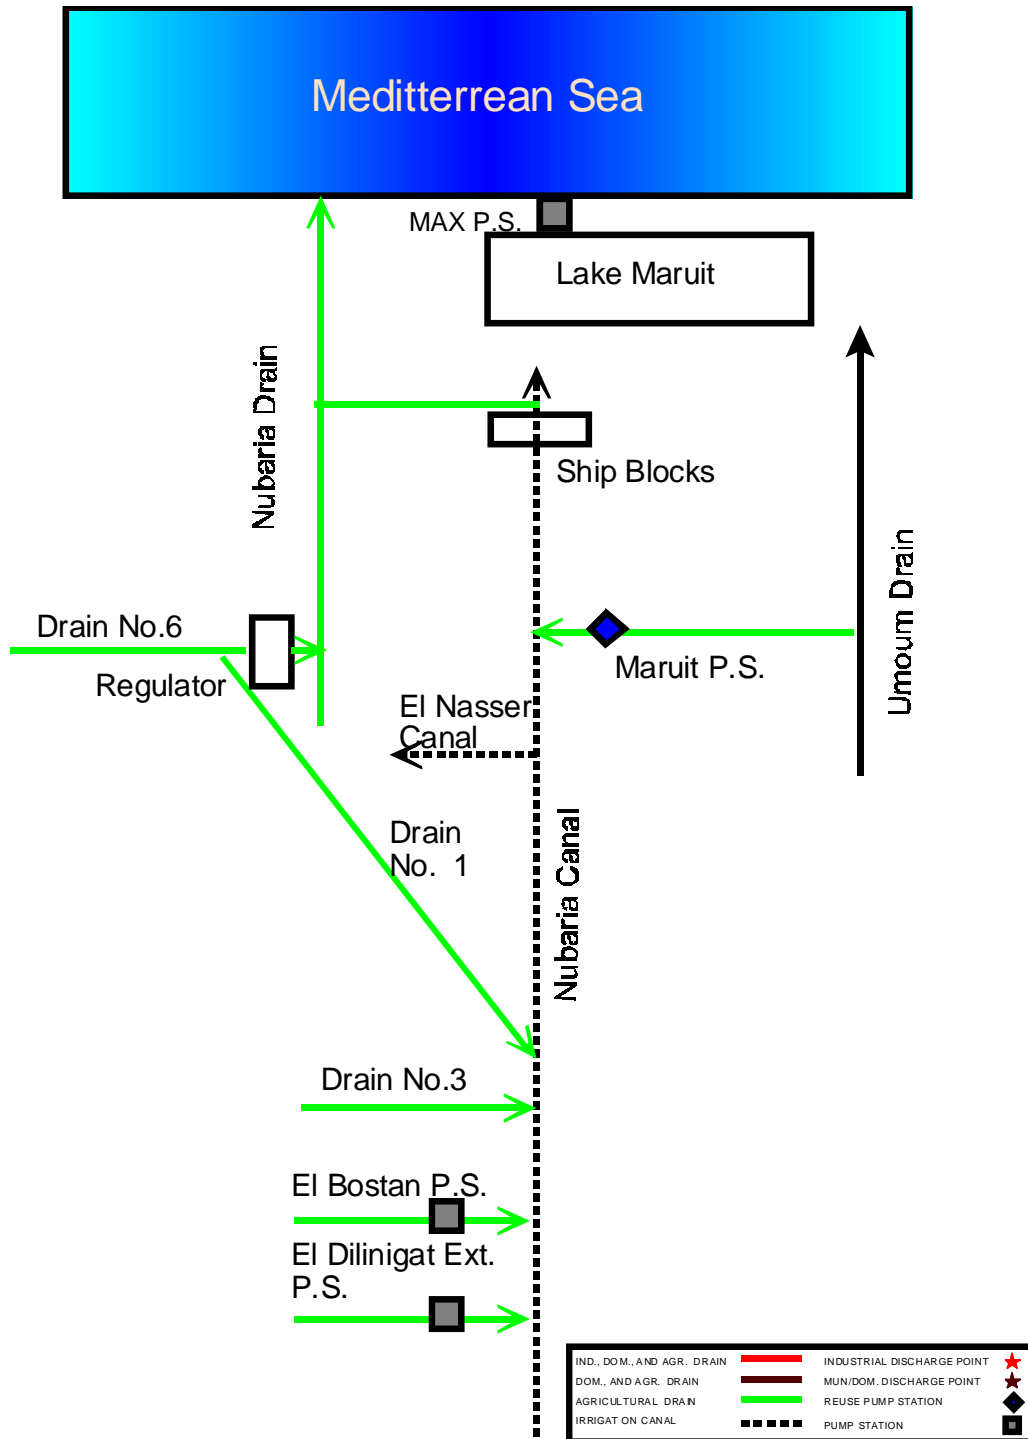 Meditterrean Sea
MAX P.S.
Lake Maruit
Nubaria Drain
Ship Blocks
Umoum Drain
Drain No.6
Regulator
Maruit P.S.
El Nasser
Canal
Drain
No. 1
Nubaria Canal
Drain No.3
El Bostan P.S.
El Dilinigat Ext.
P.S.
IND., DOM., AND AGR. DRAIN
INDUSTRIAL DISCHARGE POINT
DOM., AND AGR. DRAIN
MUN/DOM. DISCHARGE POINT
AGRICULTURAL DRAIN
REUSE PUMP STATION
IRRIGAT ON CANAL
PUMP STATION